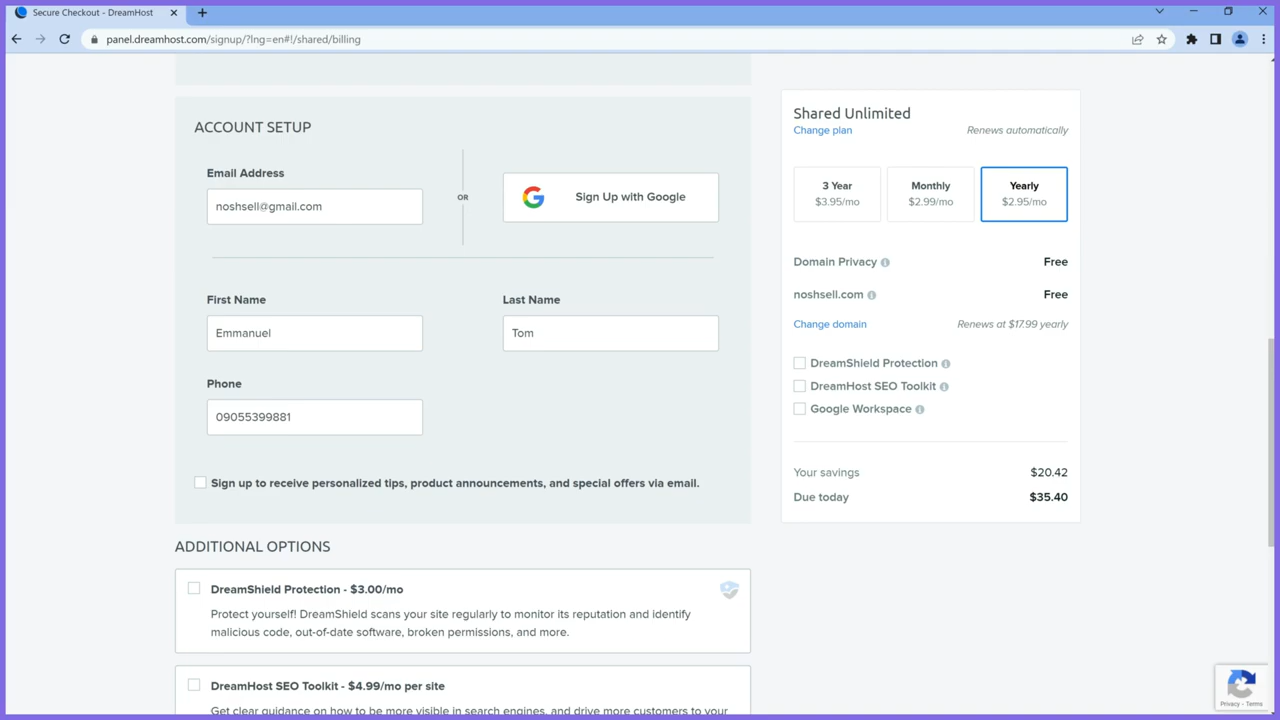 Secure Checkout - DreamHost
panel.dreamhost.com/signup/?lng=en#!/shared/billing
ACCOUNT SETUP
Email Address
noshsell@gmail.com
OR
Sign Up with Google
First Name
Last Name
Emmanuel
Tom
Phone
09055399881
Sign up to receive personalized tips, product announcements, and special offers via email.
ADDITIONAL OPTIONS
DreamShield Protection - $3.00/mo
Protect yourself! DreamShield scans your site regularly to monitor its reputation and identify
malicious code, out-of-date software, broken permissions, and more.
DreamHost SEO Toolkit - $4.99/mo per site
Get clear guidance on how to be more visible in search engines, and drive more customers to your
Shared Unlimited
Change plan
Renews automatically
3 Year
$3.95/mo
Monthly
$2.99/mo
Yearly
$2.95/mo
Domain Privacy
Free
noshsell.com
Free
Change domain
Renews at $17.99 yearly
DreamShield Protection
DreamHost SEO Toolkit
Google Workspace
Your savings
$20.42
Due today
$35.40
Privacy - Terms